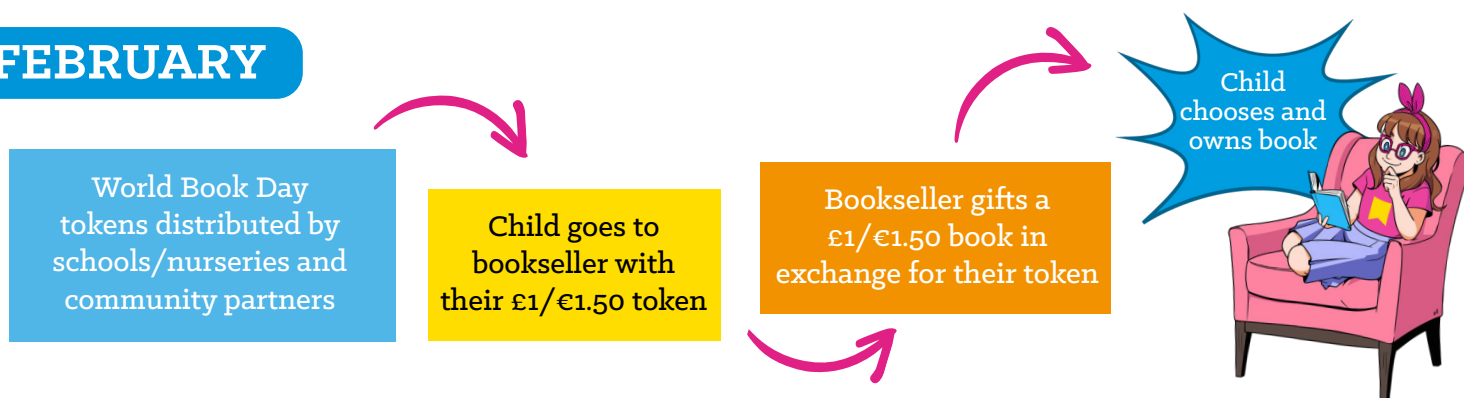 FEBRUARY
World Book Day
tokens distributed by
schools/nurseries and
community partners
Child goes to
bookseller with
their £1/€1.50 token
Bookseller gifts a
£1/€1.50 book in
exchange for their token
Child
chooses and
owns book